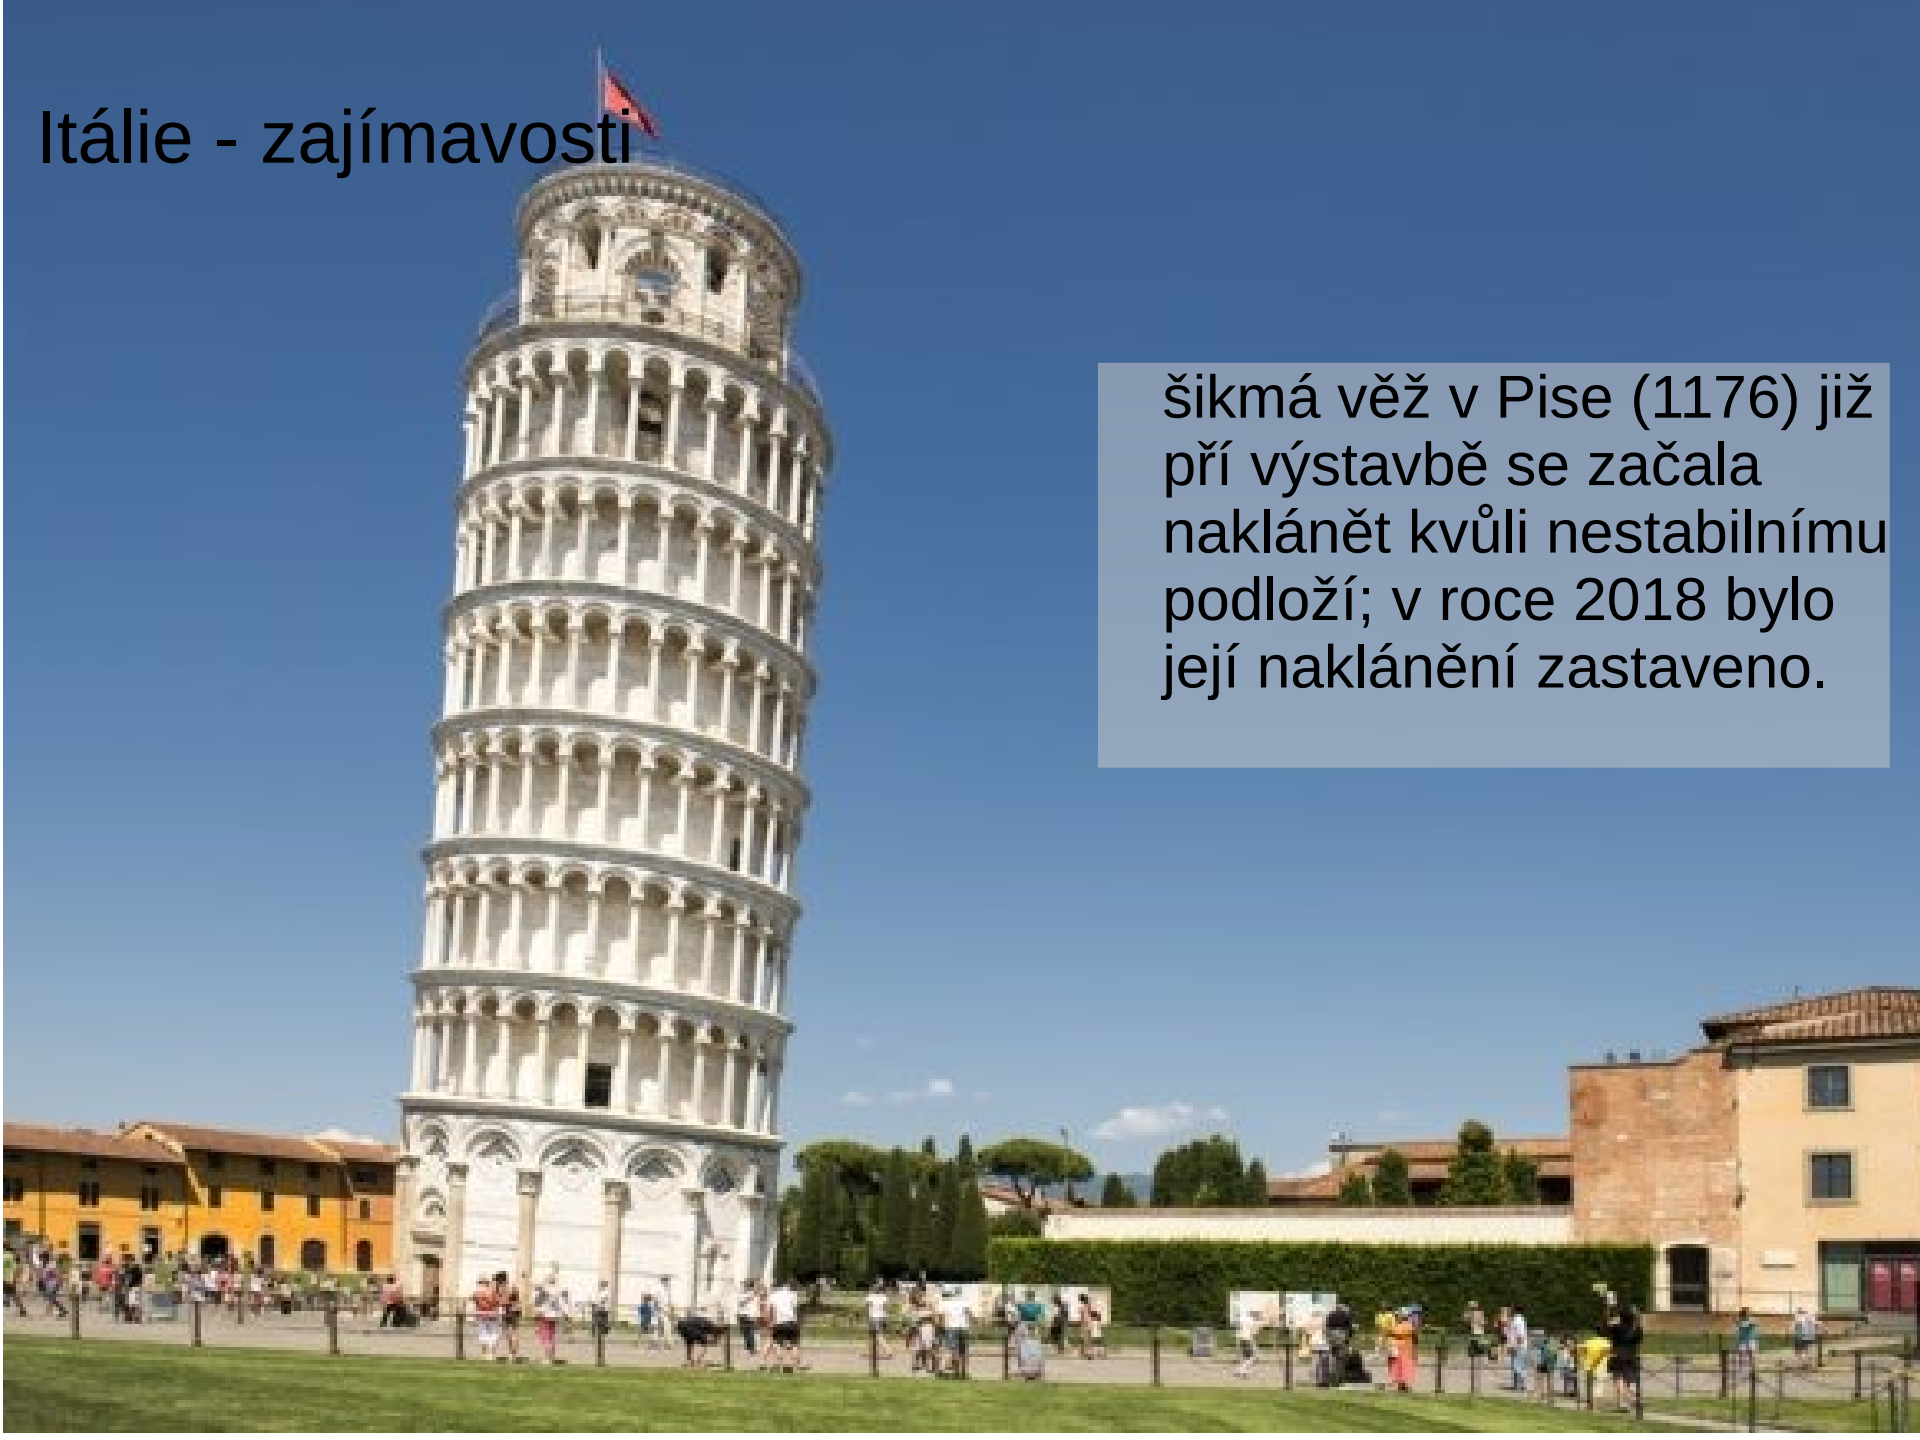 Itálie - zajímavosti
šikmá věž v Pise (1176) již
pří výstavbě se začala
naklánět kvůli nestabilnímu
podloží; v roce 2018 bylo
její naklánění zastaveno.